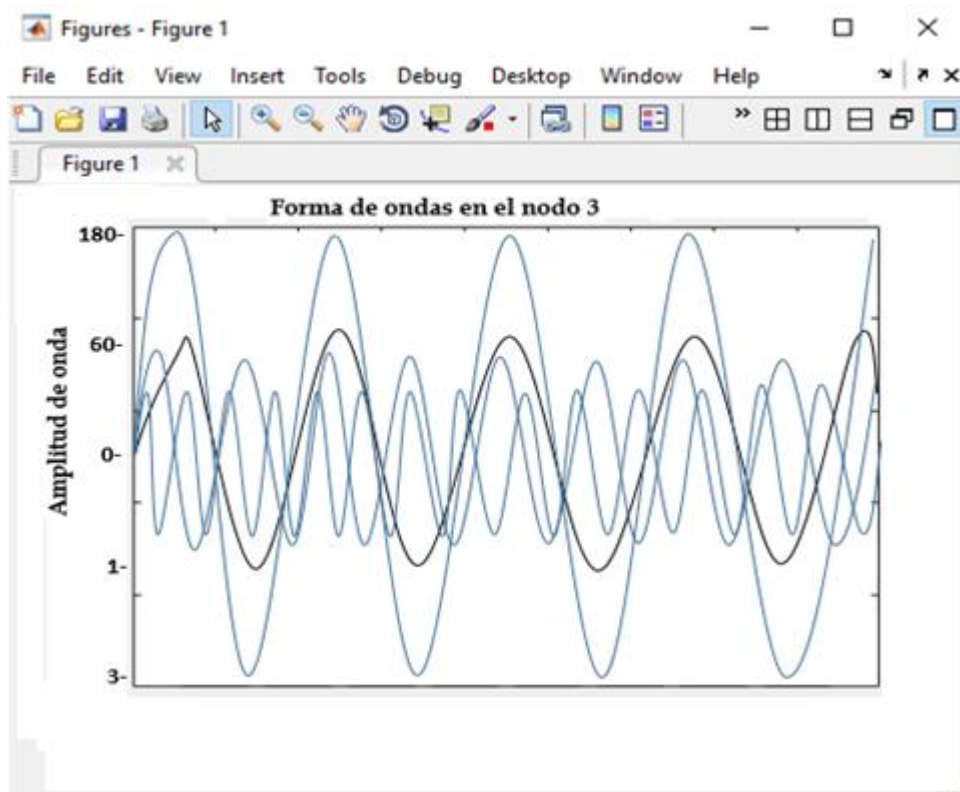 Figures - Figure 1
File Edit View Insert Tools Debug Desktop Window Help
Figure 1
Forma de ondas en el nodo 3
180-
60-
0-
1-
3-
Amplitud de onda